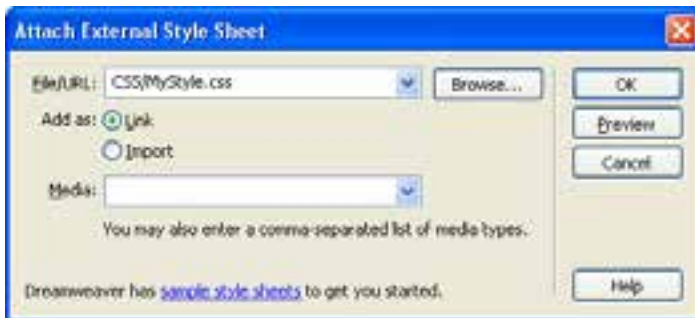 Attach External Style Sheet
File/URL: CSS/MyStyle.css Browse... OK
Add as: Link Preview
Import Cancel
Media:
You may also enter a comma-separated list of media types.
Dreamweaver has sample style sheets to get you started. Help